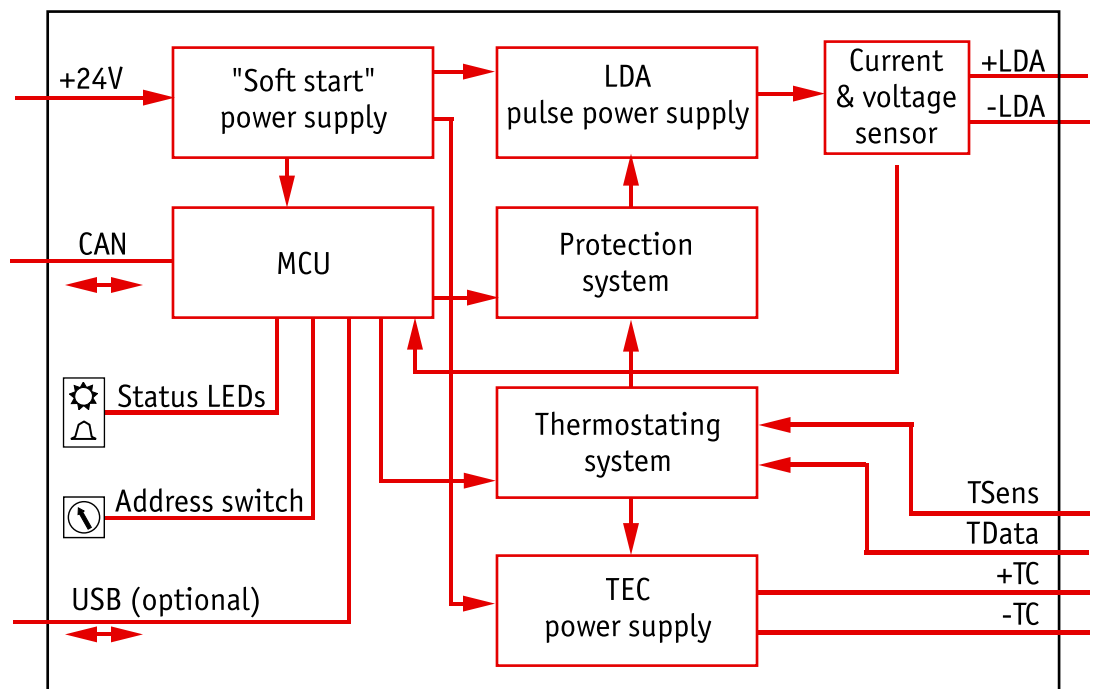 +24V
"Soft start"
power supply
LDA
pulse power supply
Current
& voltage
sensor
+LDA
-LDA
CAN
MCU
Protection
system
Status LEDs
Thermostating
system
Address switch
TSens
TData
USB (optional)
TEC
power supply
+TC
-TC